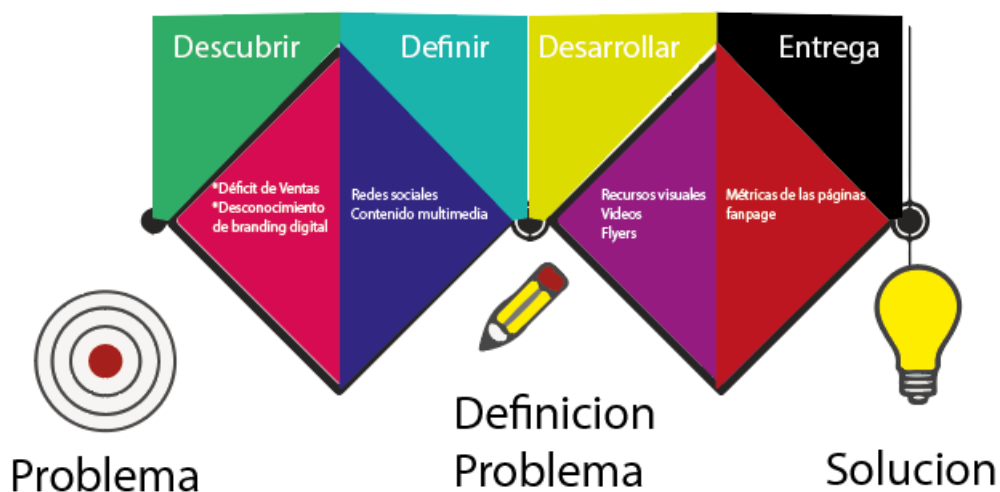 Descubrir
Definir
Desarrollar
Entrega
*Déficit de Ventas
*Desconocimiento
de branding digital
Redes sociales
Contenido multimedia
Recursos visuales
Videos
Flyers
Métricas de las páginas
fanpage
Problema
Definicion
Problema
Solucion